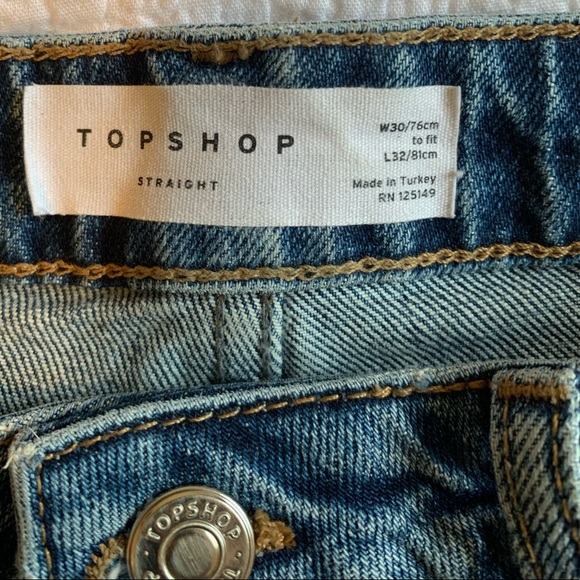 TOPSHOP
STRAIGHT
W30/76cm
to fit
L32/81cm
Made in Turkey
RN 125149
TOPSHOP